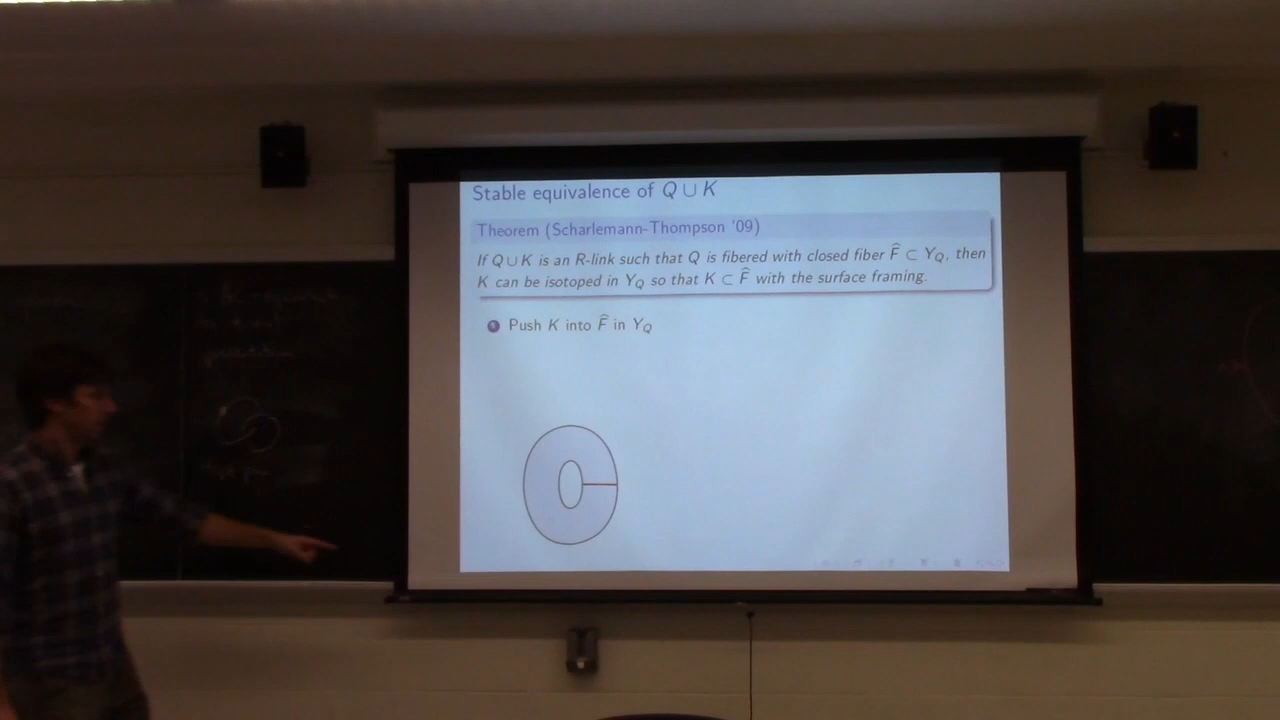 Stable equivalence of Q ∪ K
Theorem (Scharlemann-Thompson '09)
If Q ∪ K is an R-link such that Q is fibered with closed fiber F̂ ⊂ Y_Q, then
K can be isotoped in Y_Q so that K ⊂ F̂ with the surface framing.
Push K into F̂ in Y_Q